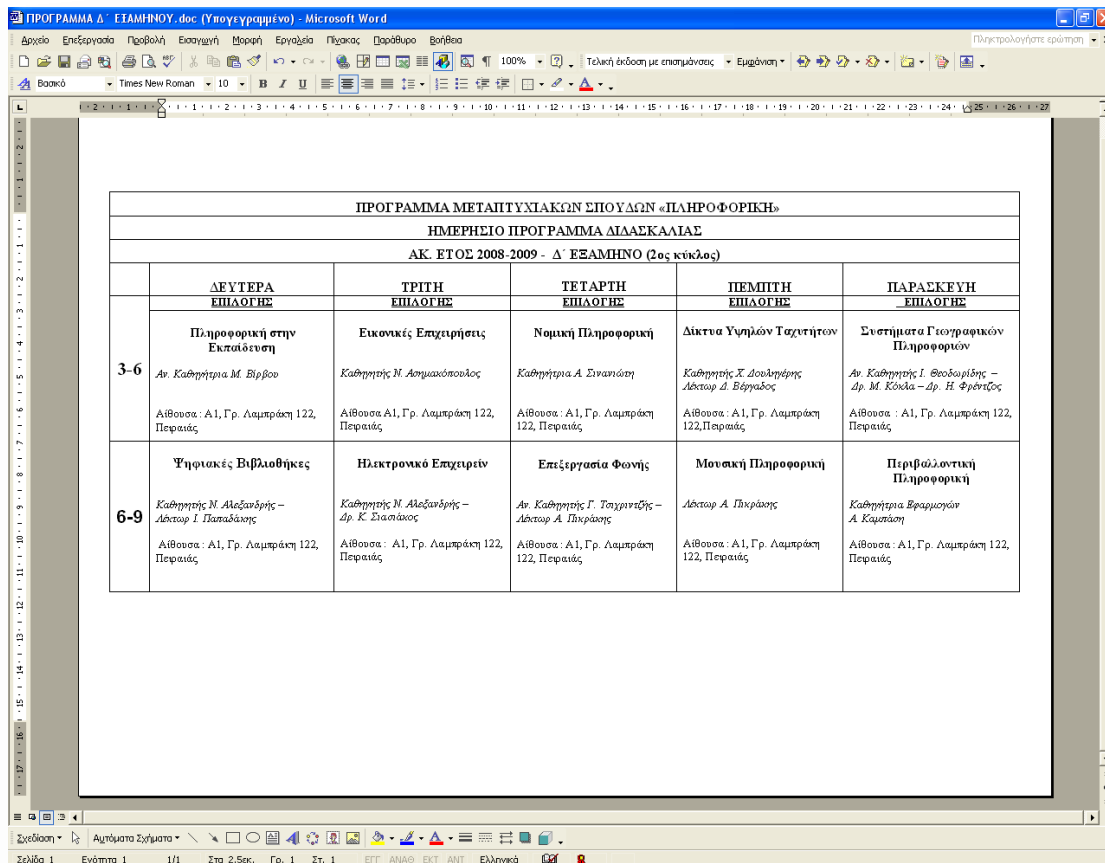 ΠΡΟΓΡΑΜΜΑ Δ΄ ΕΞΑΜΗΝΟΥ.doc (Υπογεγραμμένο) - Microsoft Word
Αρχείο Επεξεργασία Προβολή Εισαγωγή Μορφή Εργαλεία Πίνακας Παράθυρο Βοήθεια Πληκτρολογήστε ερώτηση
100% Τελική έκδοση με επισημάνσεις Εμφάνιση
Βασικό Times New Roman 10 B I U
ΠΡΟΓΡΑΜΜΑ ΜΕΤΑΠΤΥΧΙΑΚΩΝ ΣΠΟΥΔΩΝ «ΠΛΗΡΟΦΟΡΙΚΗ»
ΗΜΕΡΗΣΙΟ ΠΡΟΓΡΑΜΜΑ ΔΙΔΑΣΚΑΛΙΑΣ
ΑΚ. ΕΤΟΣ 2008-2009 - Δ΄ ΕΞΑΜΗΝΟ (2ος κύκλος)
ΔΕΥΤΕΡΑ ΤΡΙΤΗ ΤΕΤΑΡΤΗ ΠΕΜΠΤΗ ΠΑΡΑΣΚΕΥΗ
3-6
ΕΠΙΛΟΓΗΣ
Πληροφορική στην
Εκπαίδευση
Αν. Καθηγήτρια Μ. Βίρβου
Αίθουσα : Α1, Γρ. Λαμπράκη 122,
Πειραιάς
ΕΠΙΛΟΓΗΣ
Εικονικές Επιχειρήσεις
Καθηγητής Ν. Ασημακόπουλος
Αίθουσα Α1, Γρ. Λαμπράκη 122,
Πειραιάς
ΕΠΙΛΟΓΗΣ
Νομική Πληροφορική
Καθηγήτρια Α. Σινανιώτη
Αίθουσα : Α1, Γρ. Λαμπράκη
122, Πειραιάς
ΕΠΙΛΟΓΗΣ
Δίκτυα Υψηλών Ταχυτήτων
Καθηγητής Χ. Δουληγέρης
Λέκτωρ Δ. Βέργαδος
Αίθουσα : Α1, Γρ. Λαμπράκη
122,Πειραιάς
ΕΠΙΛΟΓΗΣ
Συστήματα Γεωγραφικών
Πληροφοριών
Αν. Καθηγητής Ι. Θεοδωρίδης –
Δρ. Μ. Κόκλα – Δρ. Η. Φρέντζος
Αίθουσα : Α1, Γρ. Λαμπράκη 122,
Πειραιάς
6-9
Ψηφιακές Βιβλιοθήκες
Καθηγητής Ν. Αλεξανδρής –
Λέκτωρ Ι. Παπαδάκης
Αίθουσα : Α1, Γρ. Λαμπράκη 122,
Πειραιάς
Ηλεκτρονικό Επιχειρείν
Καθηγητής Ν. Αλεξανδρής –
Δρ. Κ. Σιασιάκος
Αίθουσα : Α1, Γρ. Λαμπράκη 122,
Πειραιάς
Επεξεργασία Φωνής
Αν. Καθηγητής Γ. Τσιχριντζής –
Λέκτωρ Α. Πικράκης
Αίθουσα : Α1, Γρ. Λαμπράκη
122, Πειραιάς
Μουσική Πληροφορική
Λέκτωρ Α. Πικράκης
Αίθουσα : Α1, Γρ. Λαμπράκη
122, Πειραιάς
Περιβαλλοντική
Πληροφορική
Καθηγήτρια Εφαρμογών
Α. Καμπάση
Αίθουσα : Α1, Γρ. Λαμπράκη 122,
Πειραιάς
Σχεδίαση Αυτόματα Σχήματα
Σελίδα 1 Ενότητα 1 1/1 Στα 2,5εκ. Γρ. 1 Στ. 1 ΕΓΓ ΑΝΑΘ ΕΚΤ ΑΝΤ Ελληνικά